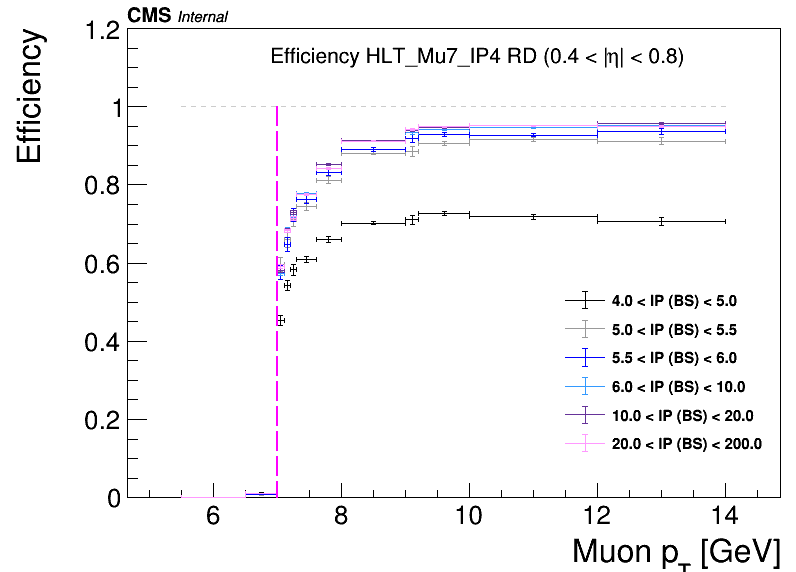 CMS Internal
Efficiency HLT_Mu7_IP4 RD (0.4 < |η| < 0.8)
Efficiency
1.2
1
0.8
0.6
0.4
0.2
0
4.0 < IP (BS) < 5.0
5.0 < IP (BS) < 5.5
5.5 < IP (BS) < 6.0
6.0 < IP (BS) < 10.0
10.0 < IP (BS) < 20.0
20.0 < IP (BS) < 200.0
6 8 10 12 14
Muon p_T [GeV]